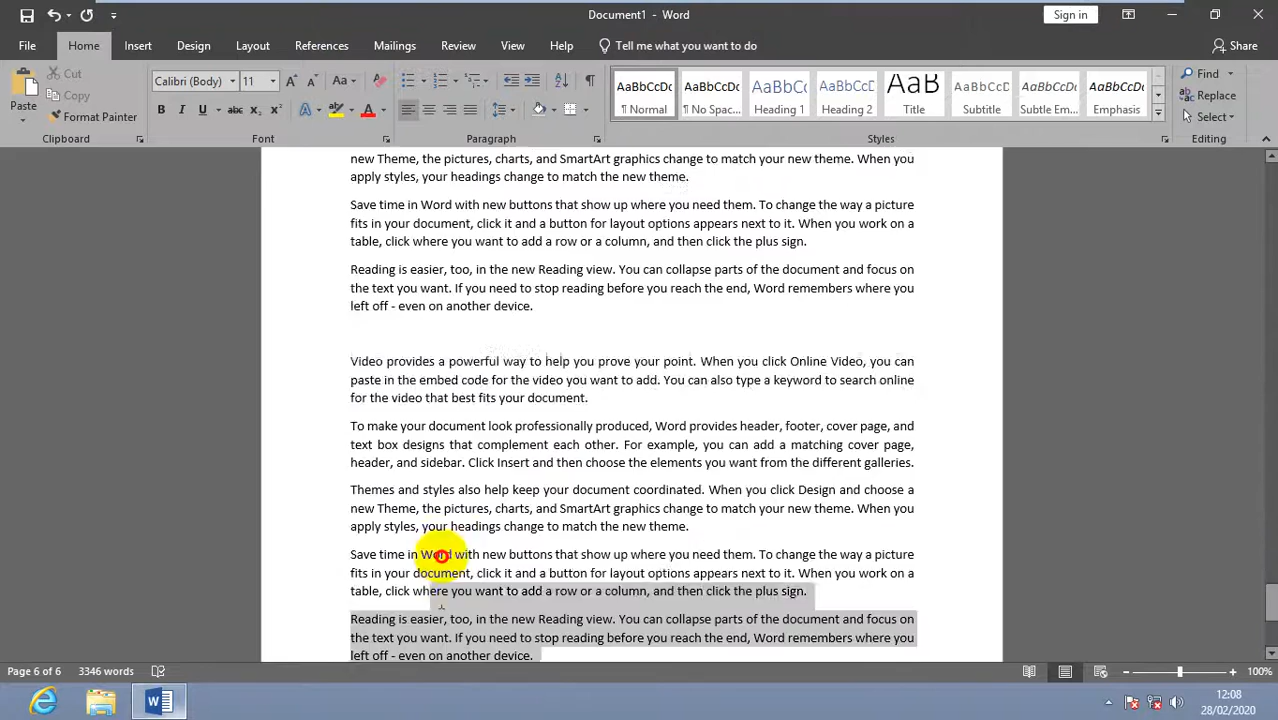 Document1 - Word
Sign in
File Home Insert Design Layout References Mailings Review View Help Tell me what you want to do Share
Paste Cut Copy Format Painter
Calibri (Body) 11 Aa
B I U abc x₂ x² A A
AaBbCcDc AaBbCcDc AaBbCc AaBbCcC AaB AaBbCcD AaBbCcDc AaBbCcDc
¶ Normal ¶ No Spac... Heading 1 Heading 2 Title Subtitle Subtle Em... Emphasis
Find Replace Select
Clipboard Font Paragraph Styles Editing
new Theme, the pictures, charts, and SmartArt graphics change to match your new theme. When you
apply styles, your headings change to match the new theme.
Save time in Word with new buttons that show up where you need them. To change the way a picture
fits in your document, click it and a button for layout options appears next to it. When you work on a
table, click where you want to add a row or a column, and then click the plus sign.
Reading is easier, too, in the new Reading view. You can collapse parts of the document and focus on
the text you want. If you need to stop reading before you reach the end, Word remembers where you
left off - even on another device.
Video provides a powerful way to help you prove your point. When you click Online Video, you can
paste in the embed code for the video you want to add. You can also type a keyword to search online
for the video that best fits your document.
To make your document look professionally produced, Word provides header, footer, cover page, and
text box designs that complement each other. For example, you can add a matching cover page,
header, and sidebar. Click Insert and then choose the elements you want from the different galleries.
Themes and styles also help keep your document coordinated. When you click Design and choose a
new Theme, the pictures, charts, and SmartArt graphics change to match your new theme. When you
apply styles, your headings change to match the new theme.
Save time in Word with new buttons that show up where you need them. To change the way a picture
fits in your document, click it and a button for layout options appears next to it. When you work on a
table, click where you want to add a row or a column, and then click the plus sign.
Reading is easier, too, in the new Reading view. You can collapse parts of the document and focus on
the text you want. If you need to stop reading before you reach the end, Word remembers where you
left off - even on another device.
Page 6 of 6 3346 words 100%
12:08
28/02/2020